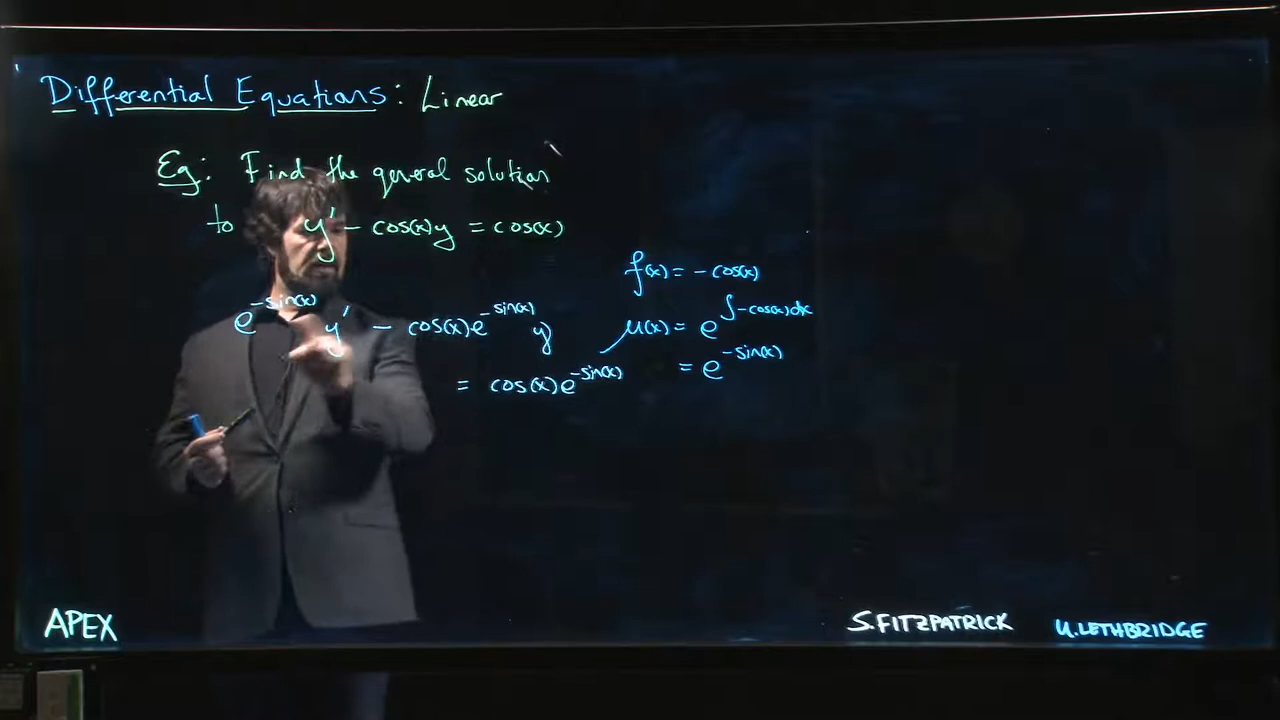 Differential Equations: Linear
Eg: Find the general solution
to y' - cos(x)y = cos(x)
f(x) = - cos(x)
e^{-sin(x)} y' - cos(x)e^{-sin(x)} y
μ(x) = e^{∫-cos(x)dx}
= e^{-sin(x)}
= cos(x)e^{-sin(x)}
APEX
S.FITZPATRICK
U.LETHBRIDGE